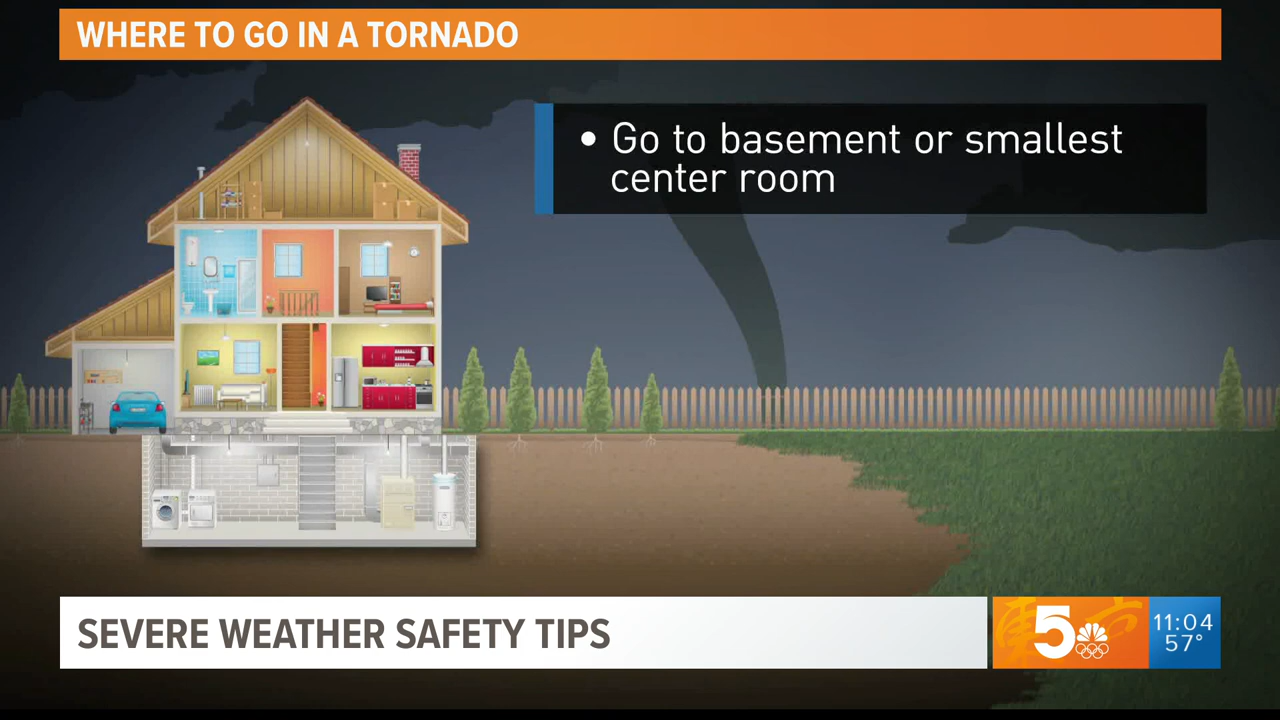 WHERE TO GO IN A TORNADO
• Go to basement or smallest
center room
SEVERE WEATHER SAFETY TIPS
5
11:04
57°